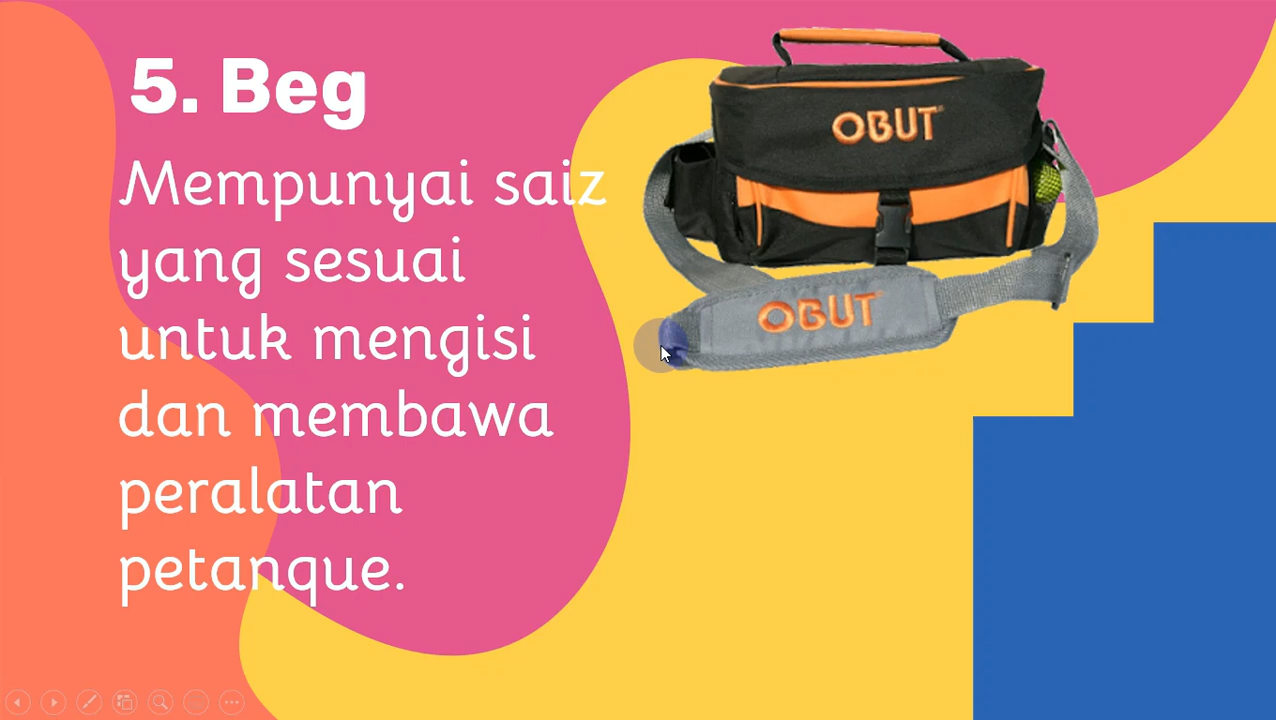 5. Beg
Mempunyai saiz
yang sesuai
untuk mengisi
dan membawa
peralatan
petanque.
OBUT
OBUT